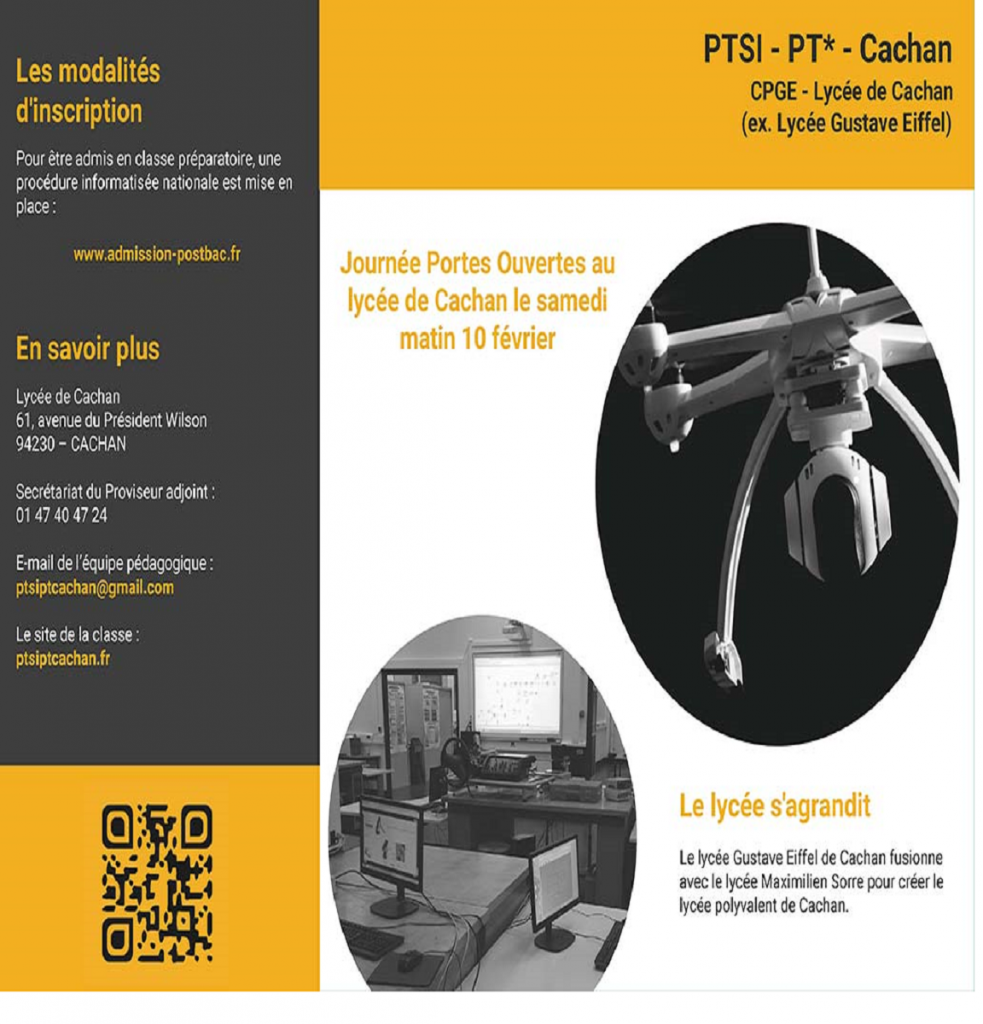 Les modalités
d'inscription
Pour être admis en classe préparatoire, une
procédure informatisée nationale est mise en
place :
www.admission-postbac.fr
En savoir plus
Lycée de Cachan
61, avenue du Président Wilson
94230 – CACHAN
Secrétariat du Proviseur adjoint :
01 47 40 47 24
E-mail de l'équipe pédagogique :
ptsiptcachan@gmail.com
Le site de la classe :
ptsiptcachan.fr
PTSI - PT* - Cachan
CPGE - Lycée de Cachan
(ex. Lycée Gustave Eiffel)
Journée Portes Ouvertes au
lycée de Cachan le samedi
matin 10 février
Le lycée s'agrandit
Le lycée Gustave Eiffel de Cachan fusionne
avec le lycée Maximilien Sorre pour créer le
lycée polyvalent de Cachan.